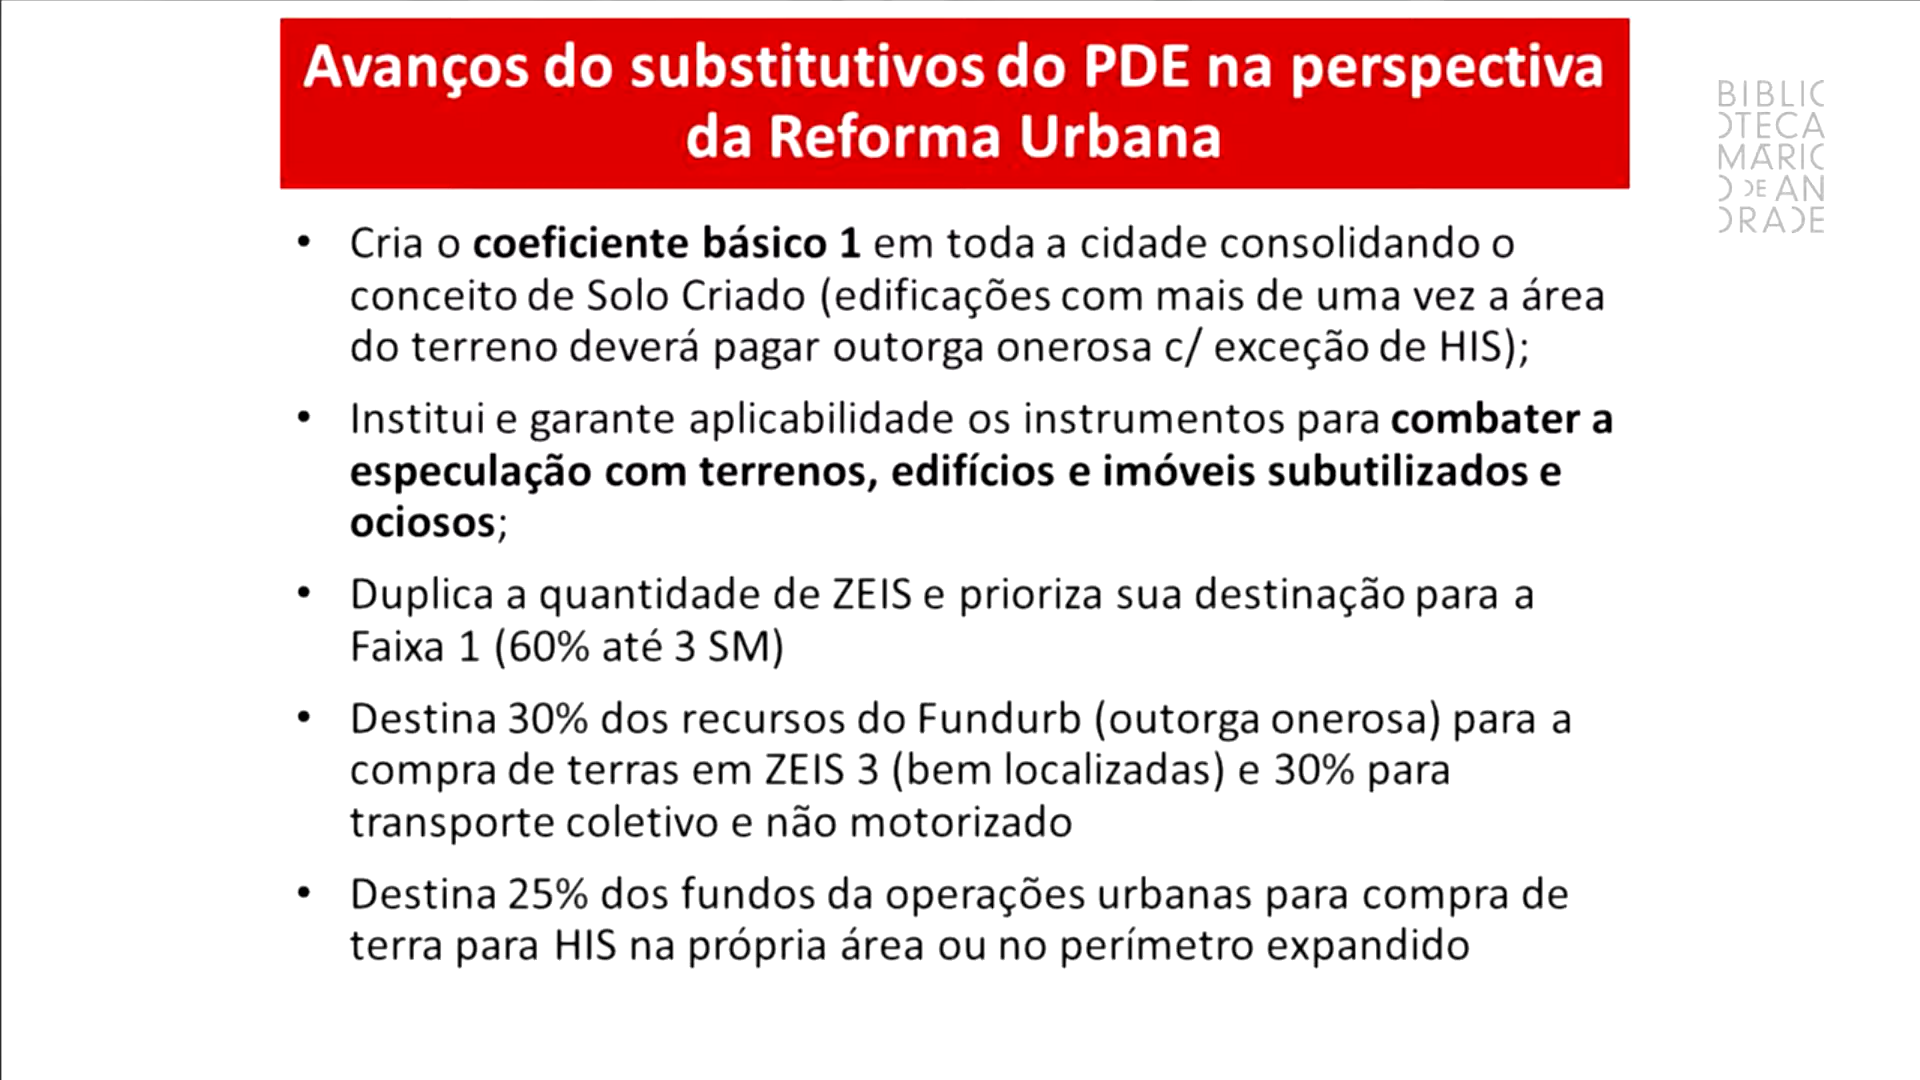 Avanços do substitutivos do PDE na perspectiva
da Reforma Urbana
BIBLIO
OTECA
MARIO
O DE AN
DRADE
• Cria o coeficiente básico 1 em toda a cidade consolidando o
conceito de Solo Criado (edificações com mais de uma vez a área
do terreno deverá pagar outorga onerosa c/ exceção de HIS);
• Institui e garante aplicabilidade os instrumentos para combater a
especulação com terrenos, edifícios e imóveis subutilizados e
ociosos;
• Duplica a quantidade de ZEIS e prioriza sua destinação para a
Faixa 1 (60% até 3 SM)
• Destina 30% dos recursos do Fundurb (outorga onerosa) para a
compra de terras em ZEIS 3 (bem localizadas) e 30% para
transporte coletivo e não motorizado
• Destina 25% dos fundos da operações urbanas para compra de
terra para HIS na própria área ou no perímetro expandido